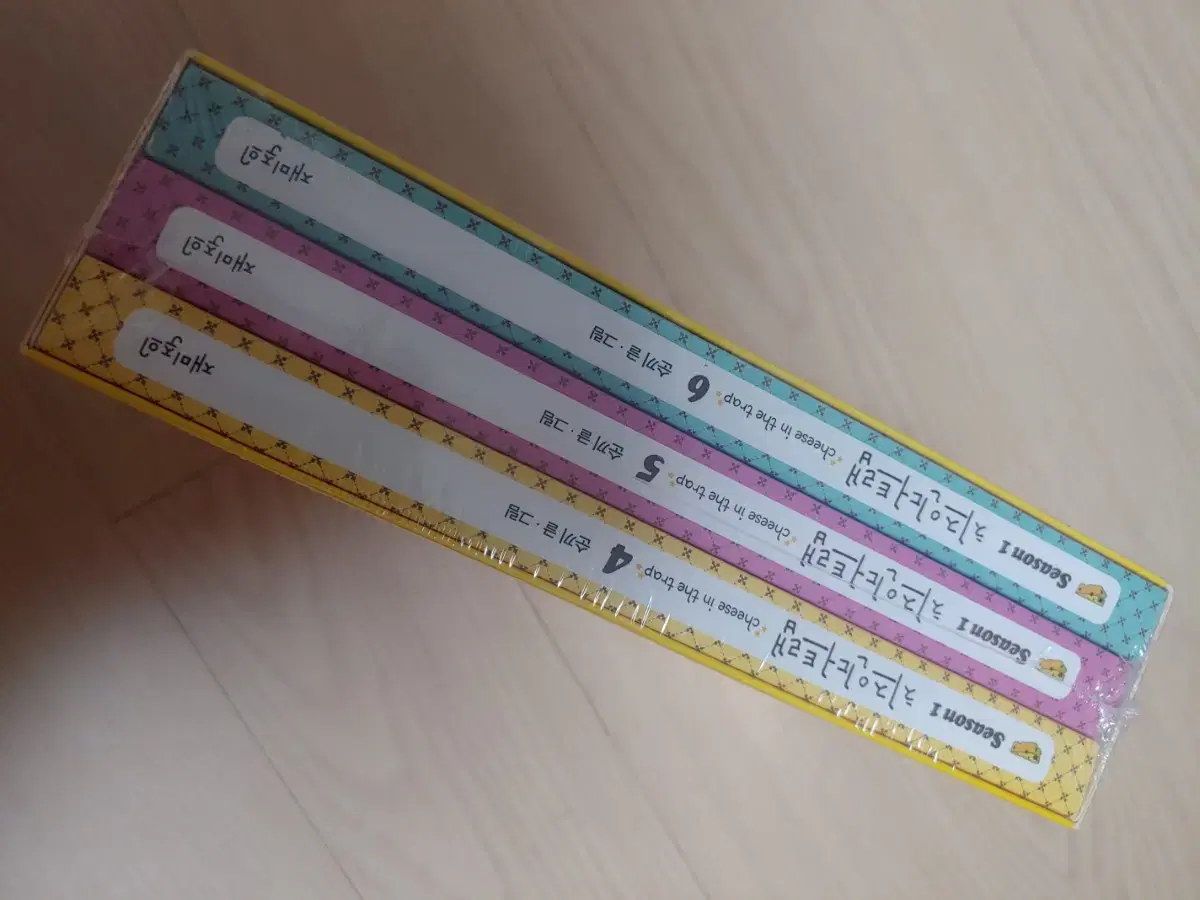 Season 1 치즈인더트랩 cheese in the trap 4 순끼 글·그림 재미주의
Season 1 치즈인더트랩 cheese in the trap 5 순끼 글·그림 재미주의
Season 1 치즈인더트랩 cheese in the trap 6 순끼 글·그림 재미주의